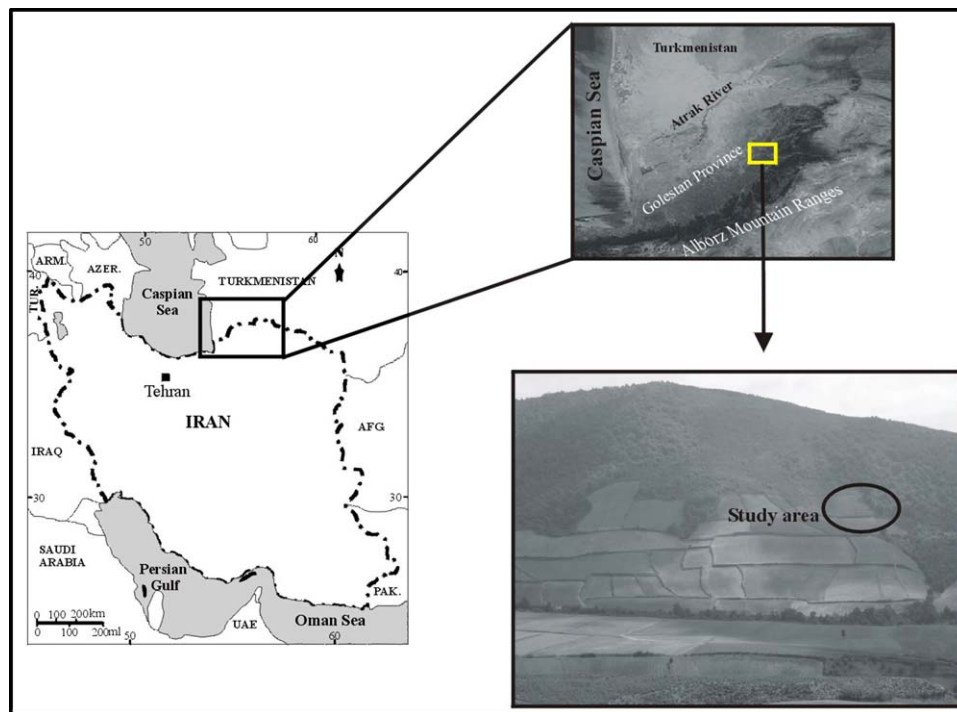 50
60
N
ARM.
40
AZER.
40
TUR.
Caspian
Sea
TURKMENISTAN
Tehran
IRAN
AFG.
IRAQ
30
30
SAUDI
ARABIA
Persian
Gulf
PAK.
UAE
Oman Sea
0 100 200km
0 100 200ml
50
60
Turkmenistan
Caspian Sea
Atrak River
Golestan Province
Alborz Mountain Ranges
Study area